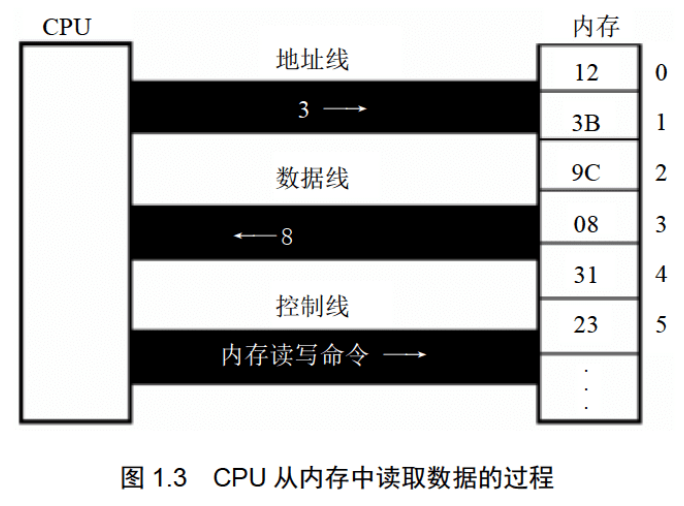 CPU 内存
地址线
12 0
3 →
3B 1
数据线
9C 2
← 8
08 3
31 4
控制线
23 5
内存读写命令 →
图 1.3 CPU 从内存中读取数据的过程